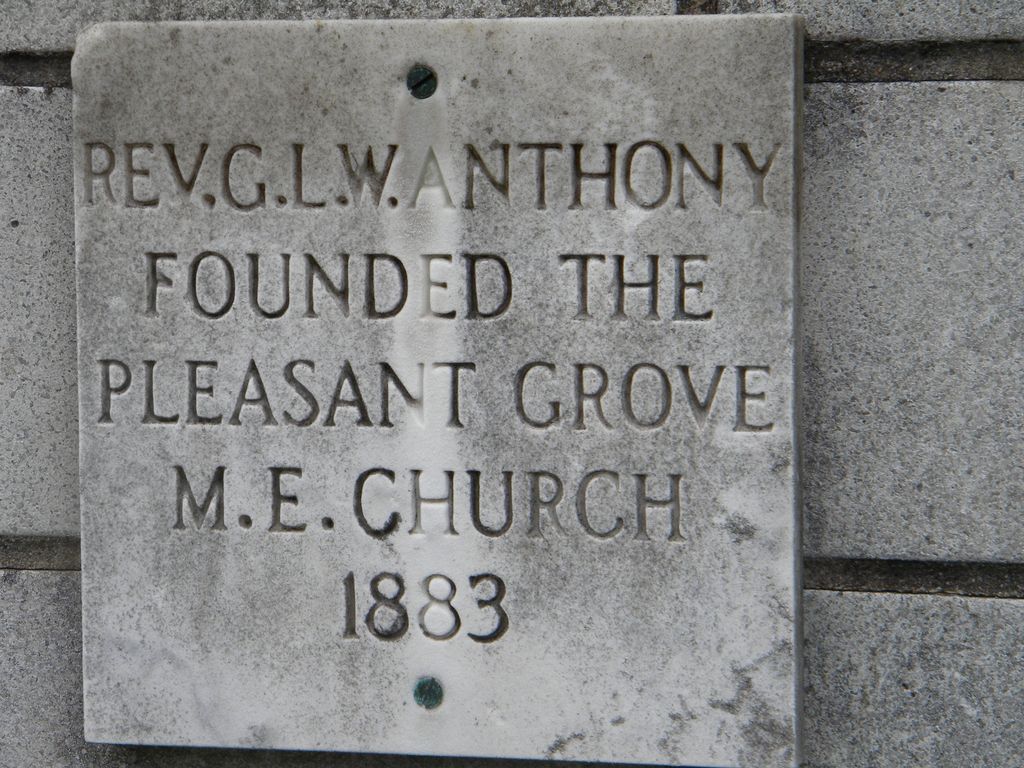 REV.G.L.W.ANTHONY
FOUNDED THE
PLEASANT GROVE
M.E.CHURCH
1883